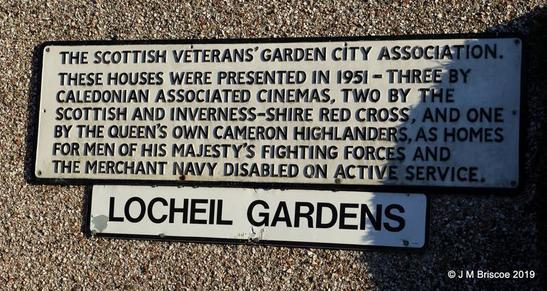 THE SCOTTISH VETERANS' GARDEN CITY ASSOCIATION.
THESE HOUSES WERE PRESENTED IN 1951 - THREE BY
CALEDONIAN ASSOCIATED CINEMAS, TWO BY THE
SCOTTISH AND INVERNESS-SHIRE RED CROSS, AND ONE
BY THE QUEEN'S OWN CAMERON HIGHLANDERS, AS HOMES
FOR MEN OF HIS MAJESTY'S FIGHTING FORCES AND
THE MERCHANT NAVY DISABLED ON ACTIVE SERVICE.
LOCHEIL GARDENS
© J M Briscoe 2019